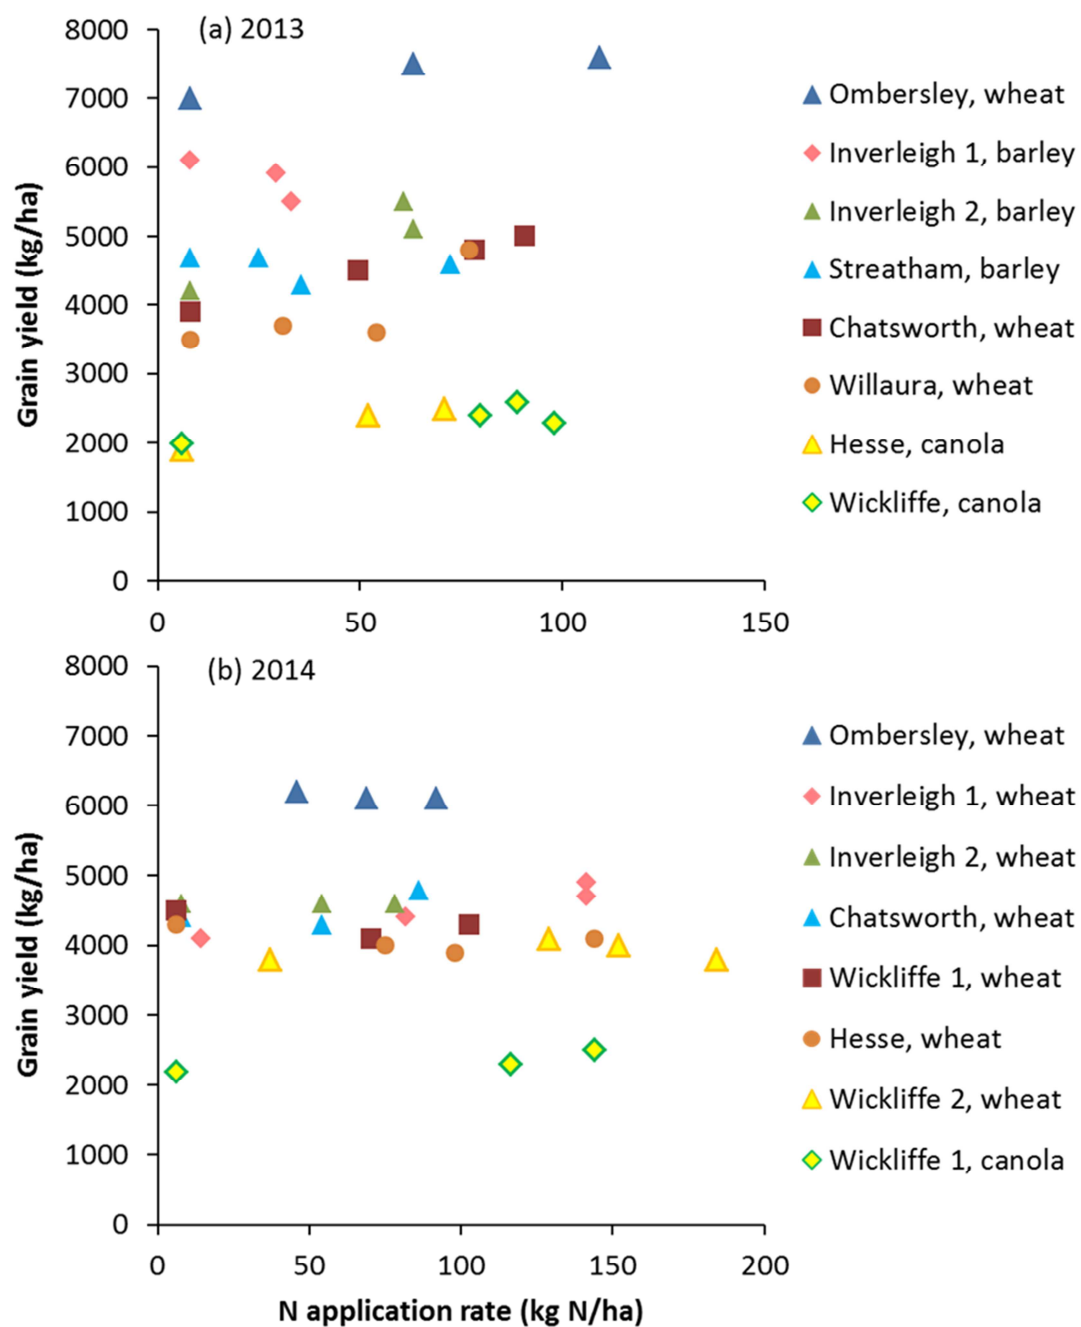 (a) 2013
Grain yield (kg/ha)
8000
7000
6000
5000
4000
3000
2000
1000
0
0 50 100 150
Ombersley, wheat
Inverleigh 1, barley
Inverleigh 2, barley
Streatham, barley
Chatsworth, wheat
Willaura, wheat
Hesse, canola
Wickliffe, canola
(b) 2014
Grain yield (kg/ha)
8000
7000
6000
5000
4000
3000
2000
1000
0
0 50 100 150 200
N application rate (kg N/ha)
Ombersley, wheat
Inverleigh 1, wheat
Inverleigh 2, wheat
Chatsworth, wheat
Wickliffe 1, wheat
Hesse, wheat
Wickliffe 2, wheat
Wickliffe 1, canola